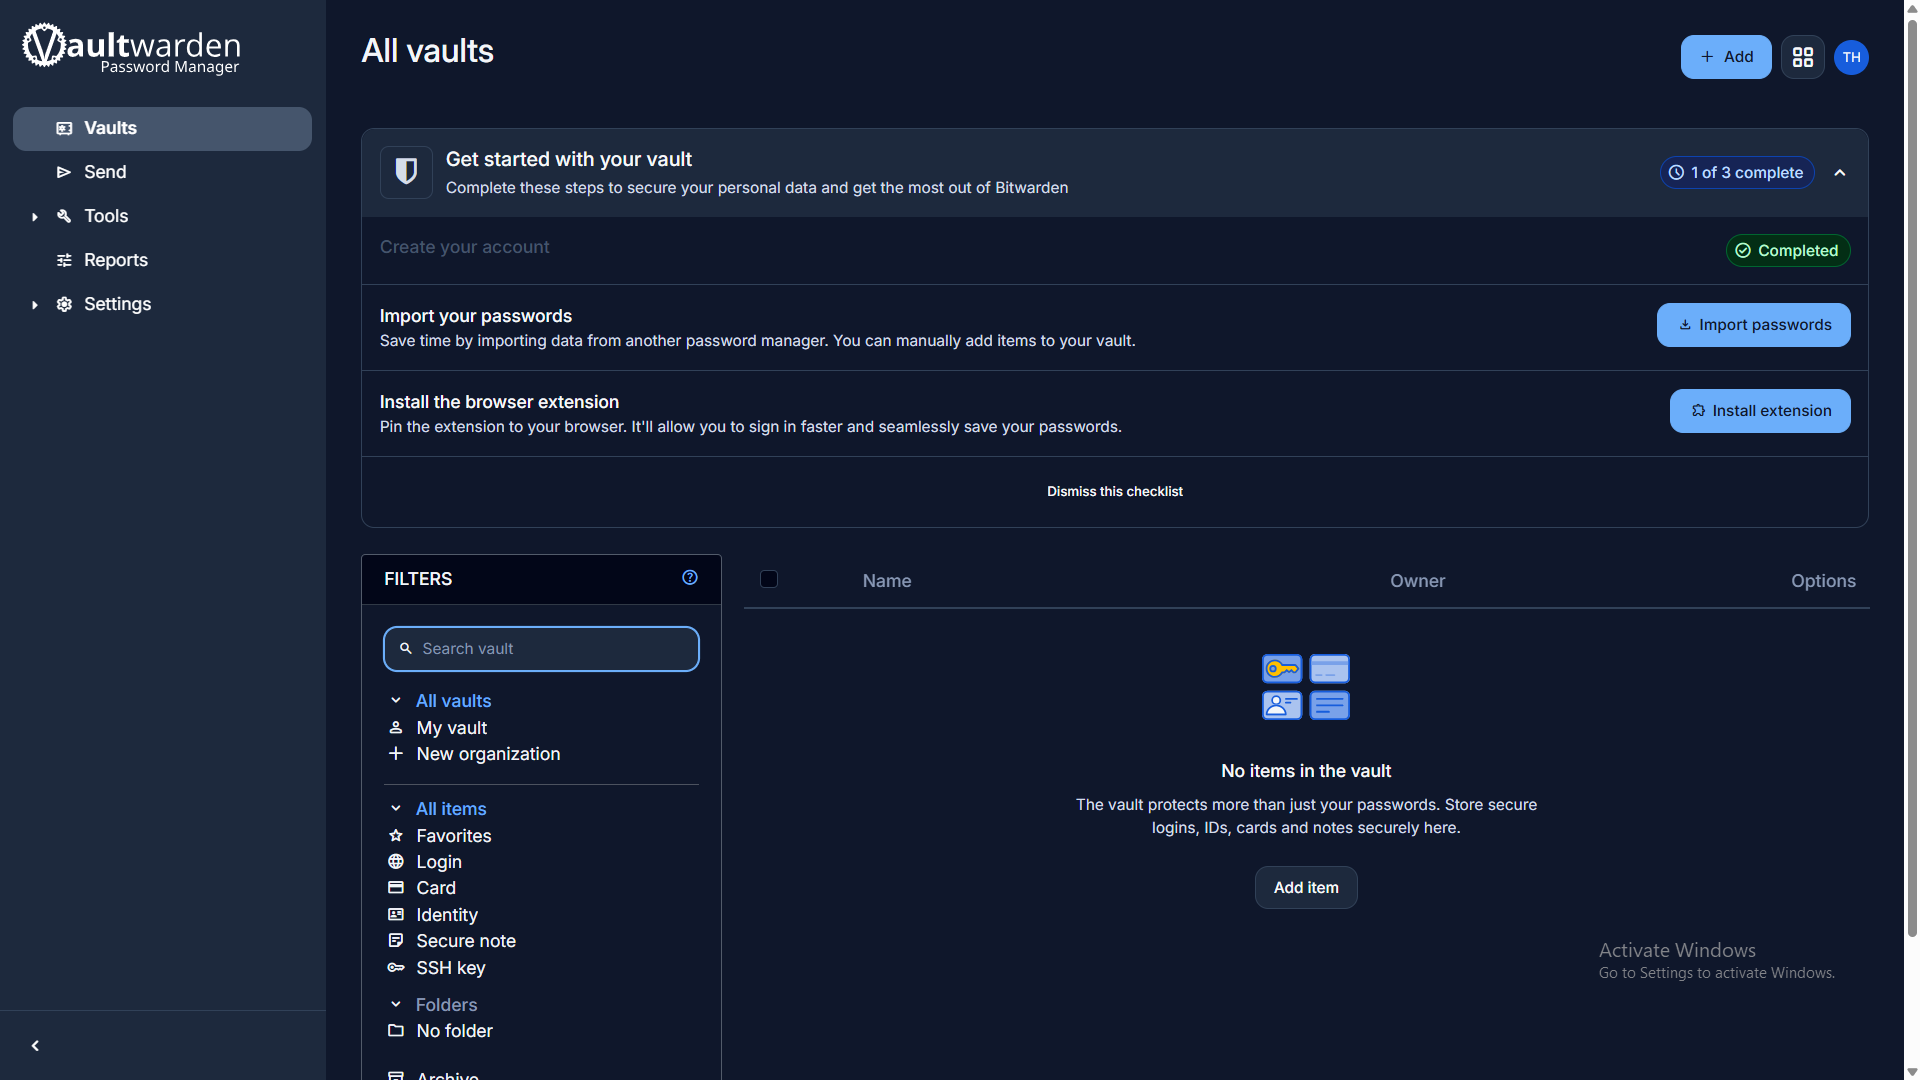 Vaultwarden
Password Manager
Vaults
Send
Tools
Reports
Settings
All vaults
Add
TH
Get started with your vault
Complete these steps to secure your personal data and get the most out of Bitwarden
1 of 3 complete
Create your account
Completed
Import your passwords
Save time by importing data from another password manager. You can manually add items to your vault.
Import passwords
Install the browser extension
Pin the extension to your browser. It'll allow you to sign in faster and seamlessly save your passwords.
Install extension
Dismiss this checklist
FILTERS
Search vault
All vaults
My vault
New organization
All items
Favorites
Login
Card
Identity
Secure note
SSH key
Folders
No folder
Archive
Name
Owner
Options
No items in the vault
The vault protects more than just your passwords. Store secure
logins, IDs, cards and notes securely here.
Add item
Activate Windows
Go to Settings to activate Windows.